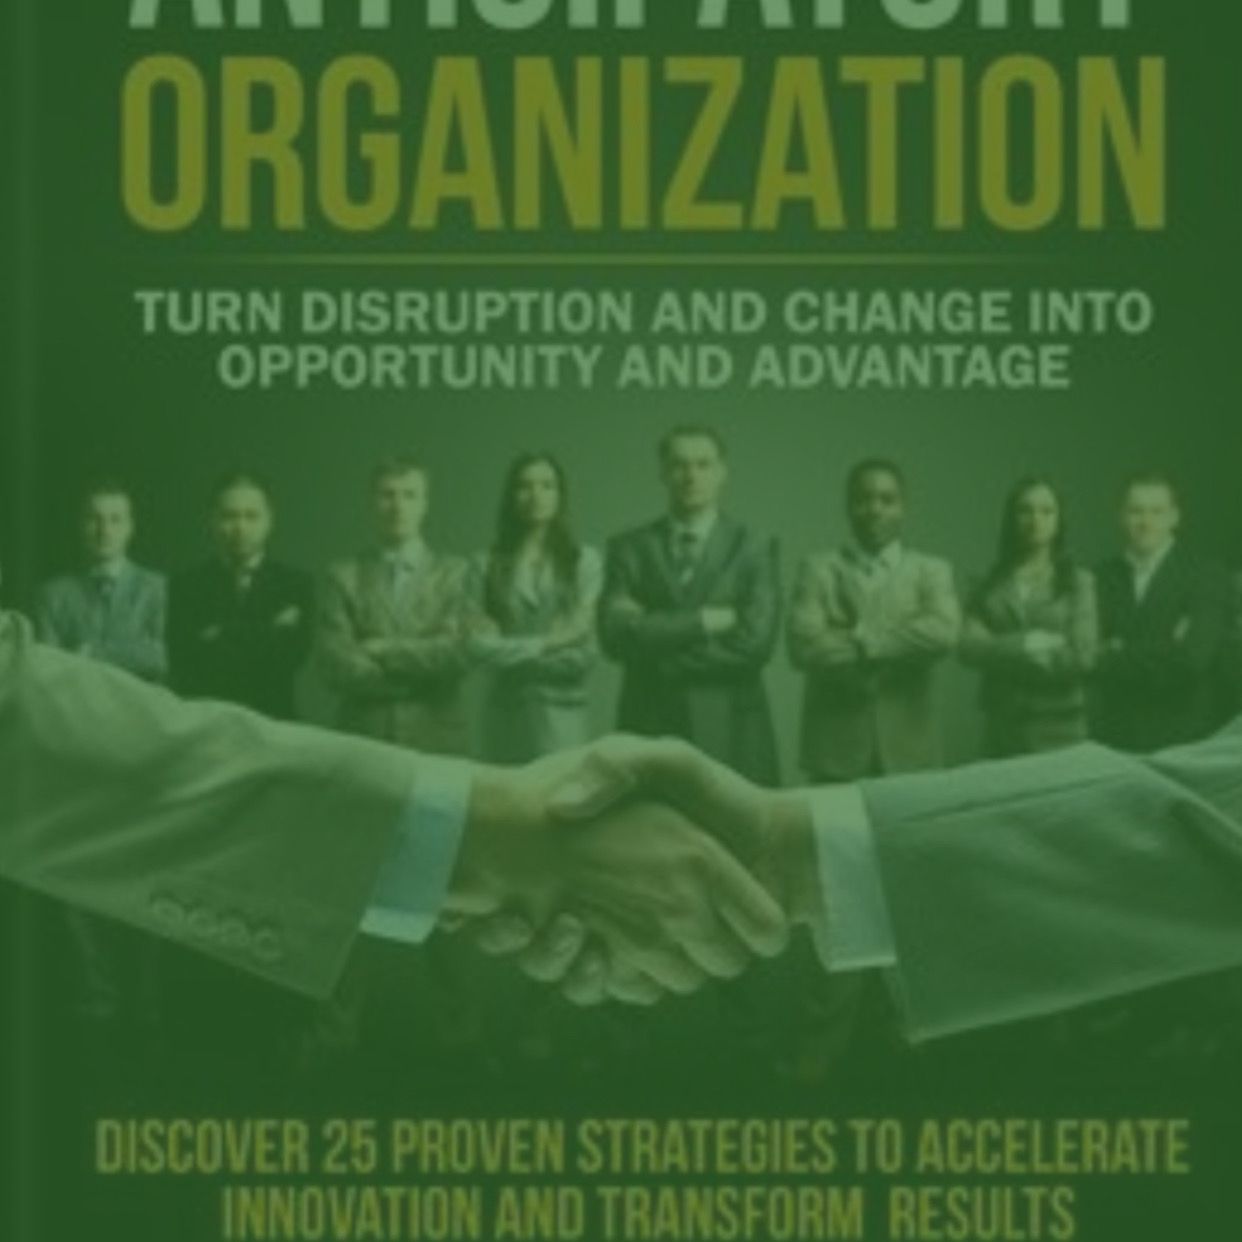 ANTICIPATORY
ORGANIZATION
TURN DISRUPTION AND CHANGE INTO
OPPORTUNITY AND ADVANTAGE
DISCOVER 25 PROVEN STRATEGIES TO ACCELERATE
INNOVATION AND TRANSFORM RESULTS